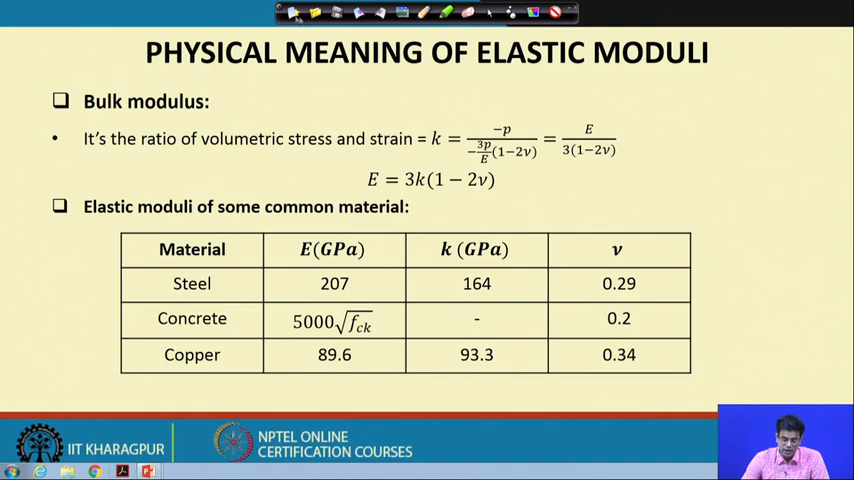 PHYSICAL MEANING OF ELASTIC MODULI
❑ Bulk modulus:
• It's the ratio of volumetric stress and strain = k = −p / (−3p/E (1−2ν)) = E / 3(1−2ν)
E = 3k(1 − 2ν)
❑ Elastic moduli of some common material:
Material E(GPa) k (GPa) ν
Steel 207 164 0.29
Concrete 5000√f_ck - 0.2
Copper 89.6 93.3 0.34
IIT KHARAGPUR
NPTEL ONLINE
CERTIFICATION COURSES